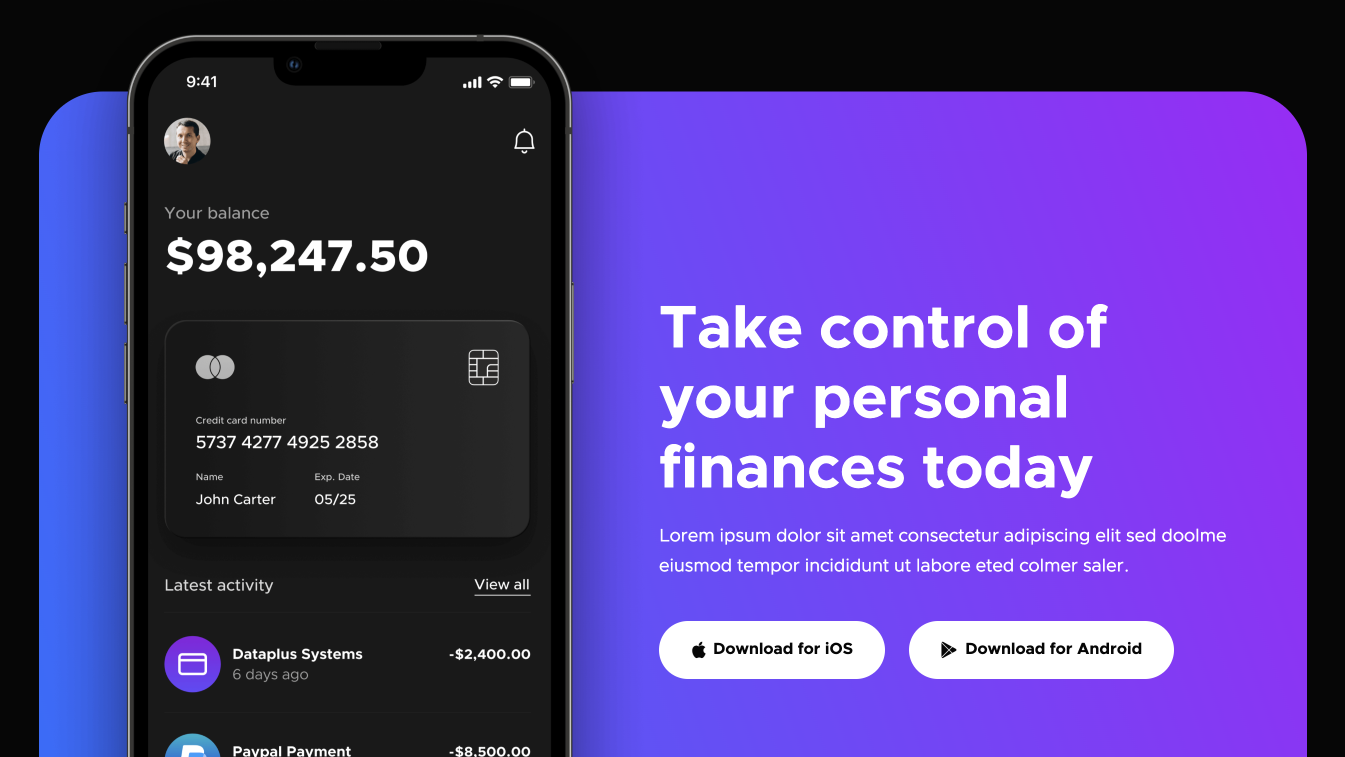 9:41
Your balance
$98,247.50
Credit card number
5737 4277 4925 2858
Name Exp. Date
John Carter 05/25
Latest activity View all
Dataplus Systems -$2,400.00
6 days ago
Paypal Payment -$8,500.00
Take control of
your personal
finances today
Lorem ipsum dolor sit amet consectetur adipiscing elit sed doolme
eiusmod tempor incididunt ut labore eted colmer saler.
Download for iOS Download for Android